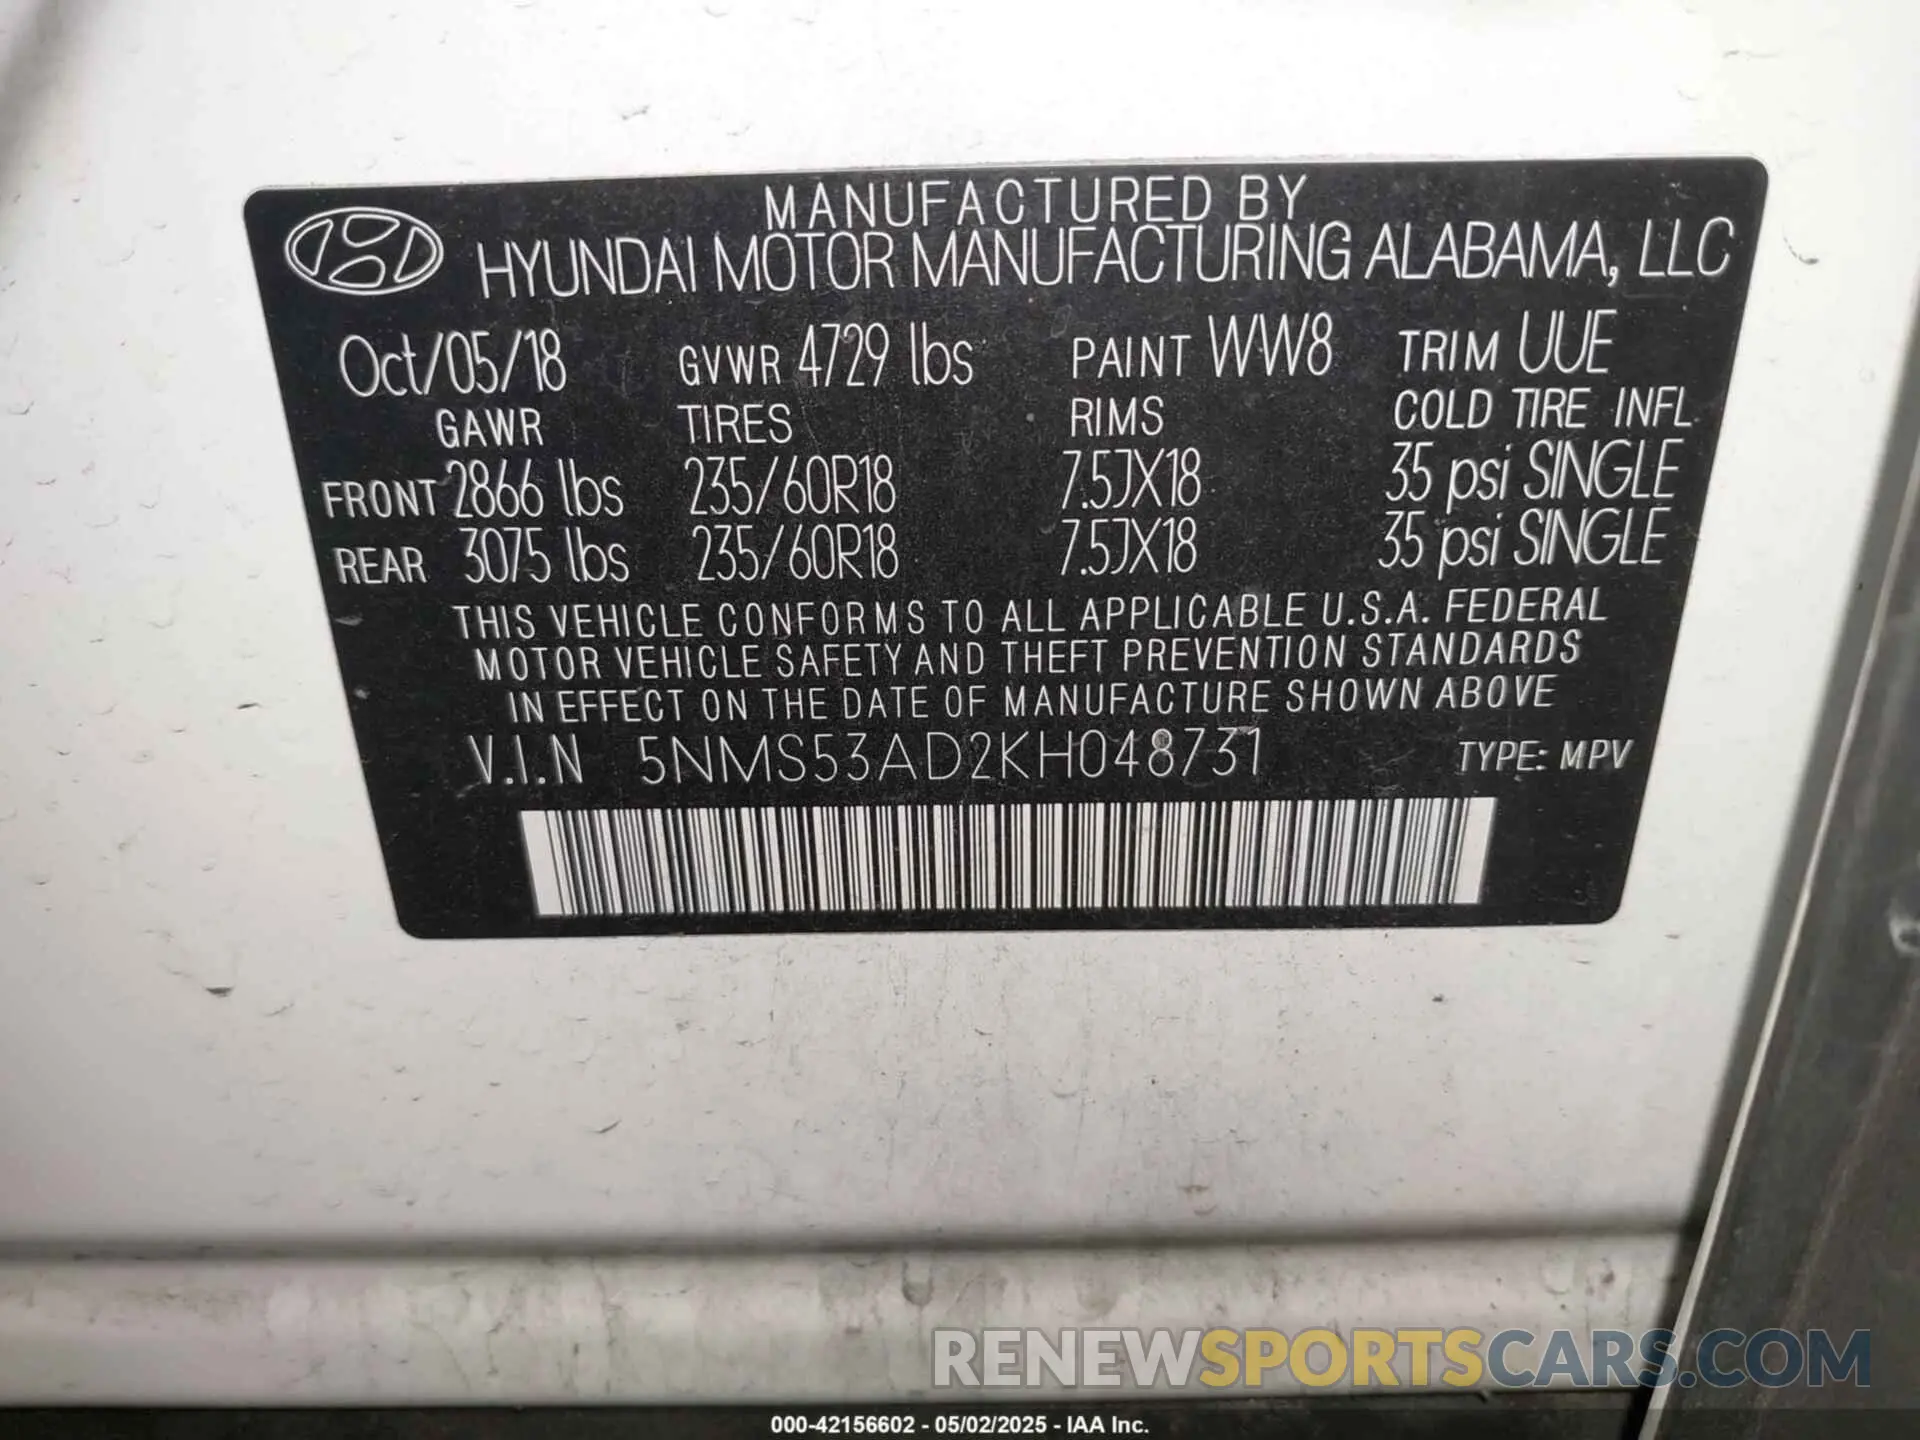 MANUFACTURED BY
HYUNDAI MOTOR MANUFACTURING ALABAMA, LLC
Oct/05/18 GVWR 4729 lbs PAINT WW8 TRIM UUE
GAWR TIRES RIMS COLD TIRE INFL.
FRONT 2866 lbs 235/60R18 7.5JX18 35 psi SINGLE
REAR 3075 lbs 235/60R18 7.5JX18 35 psi SINGLE
THIS VEHICLE CONFORMS TO ALL APPLICABLE U.S.A. FEDERAL
MOTOR VEHICLE SAFETY AND THEFT PREVENTION STANDARDS
IN EFFECT ON THE DATE OF MANUFACTURE SHOWN ABOVE
V.I.N 5NMS53AD2KH048731 TYPE: MPV
RENEWSPORTSCARS.COM
000-42156602 - 05/02/2025 - IAA Inc.